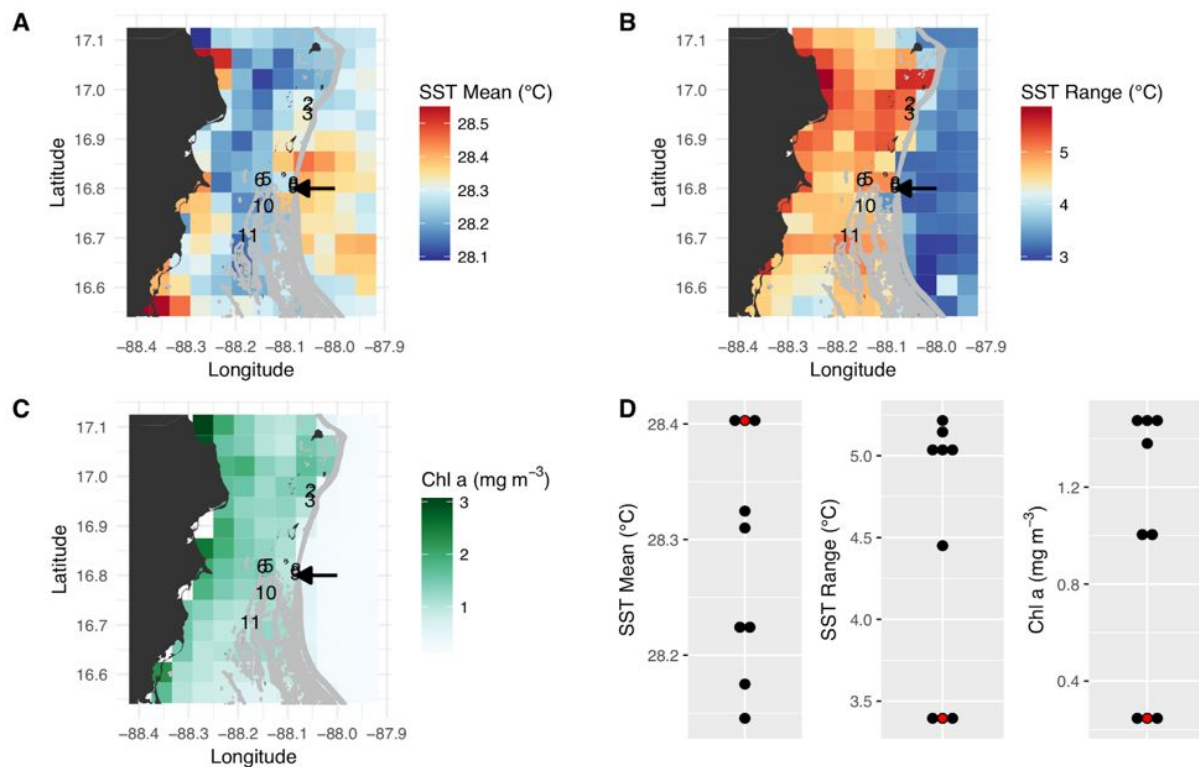 A
17.1
17.0
16.9
16.8
16.7
16.6
Latitude
2
3
65
10
11
−88.4 −88.3 −88.2 −88.1 −88.0 −87.9
Longitude
SST Mean (°C)
28.5
28.4
28.3
28.2
28.1
B
17.1
17.0
16.9
16.8
16.7
16.6
Latitude
2
3
65
10
11
−88.4 −88.3 −88.2 −88.1 −88.0 −87.9
Longitude
SST Range (°C)
5
4
3
C
17.1
17.0
16.9
16.8
16.7
16.6
Latitude
2
3
65
10
11
−88.4 −88.3 −88.2 −88.1 −88.0 −87.9
Longitude
Chl a (mg m⁻³)
3
2
1
D
SST Mean (°C)
28.4
28.3
28.2
SST Range (°C)
5.0
4.5
4.0
3.5
Chl a (mg m⁻³)
1.2
0.8
0.4